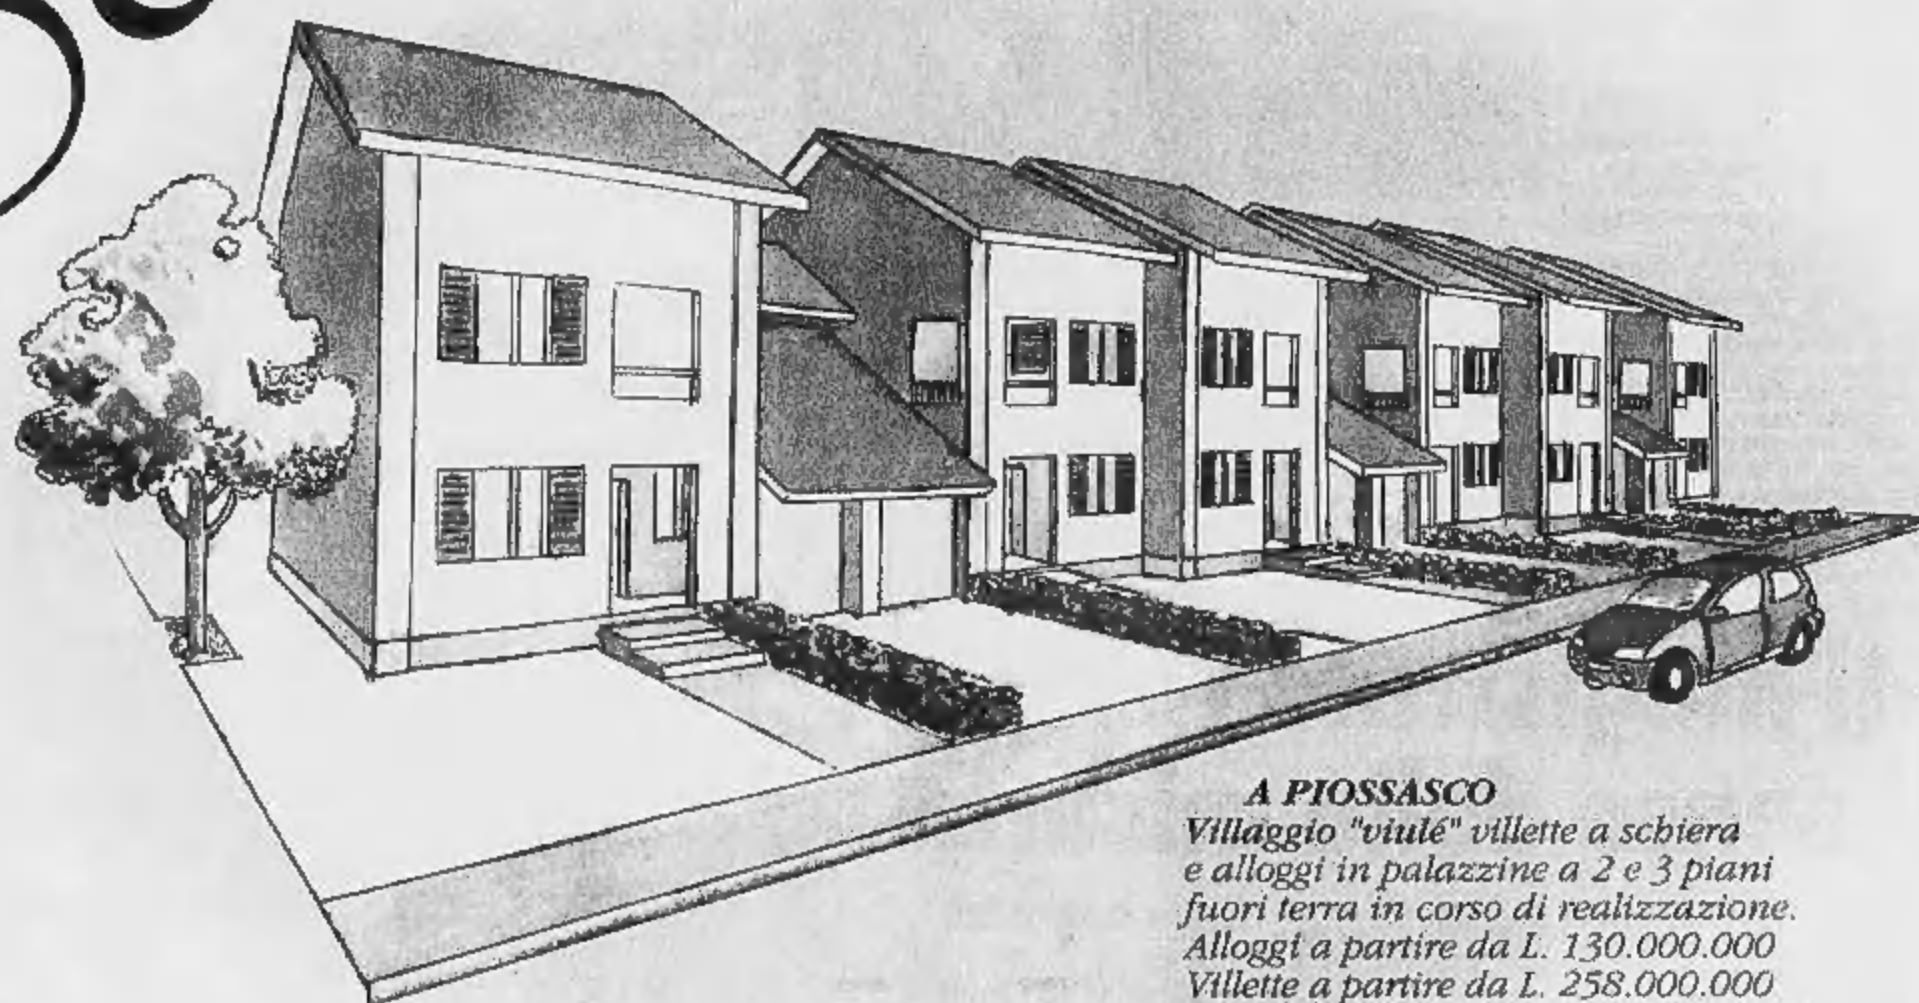 A PIOSSASCO
Villaggio "viulé" villette a schiera
e alloggi in palazzine a 2 e 3 piani
fuori terra in corso di realizzazione.
Alloggi a partire da L. 130.000.000
Villette a partire da L. 258.000.000